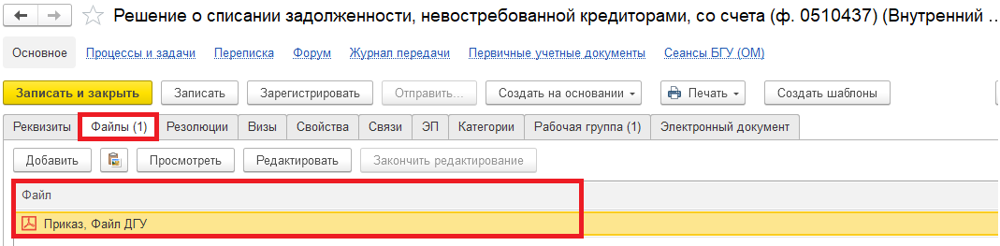 Решение о списании задолженности, невостребованной кредиторами, со счета (ф. 0510437) (Внутренний ...
Основное Процессы и задачи Переписка Форум Журнал передачи Первичные учетные документы Сеансы БГУ (ОМ)
Записать и закрыть Записать Зарегистрировать Отправить... Создать на основании Печать Создать шаблоны
Реквизиты Файлы (1) Резолюции Визы Свойства Связи ЭП Категории Рабочая группа (1) Электронный документ
Добавить Просмотреть Редактировать Закончить редактирование
Файл
Приказ, Файл ДГУ